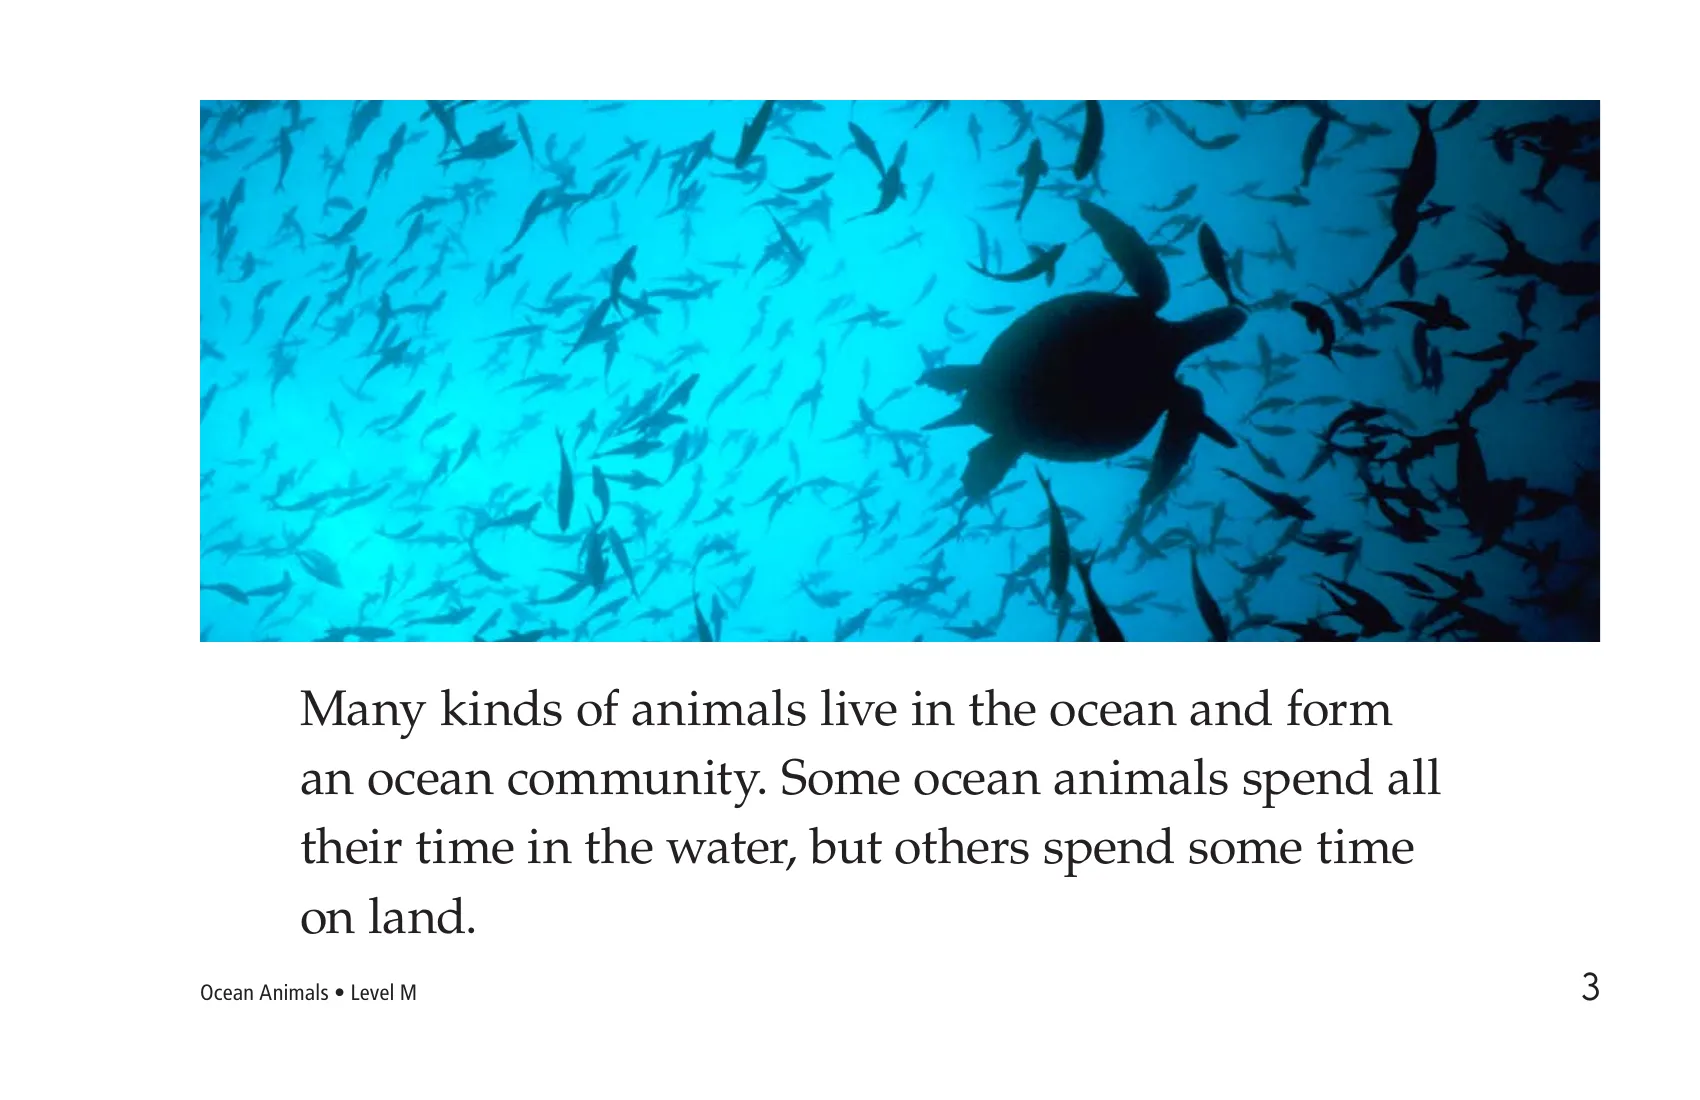 Many kinds of animals live in the ocean and form
an ocean community. Some ocean animals spend all
their time in the water, but others spend some time
on land.
Ocean Animals • Level M
3